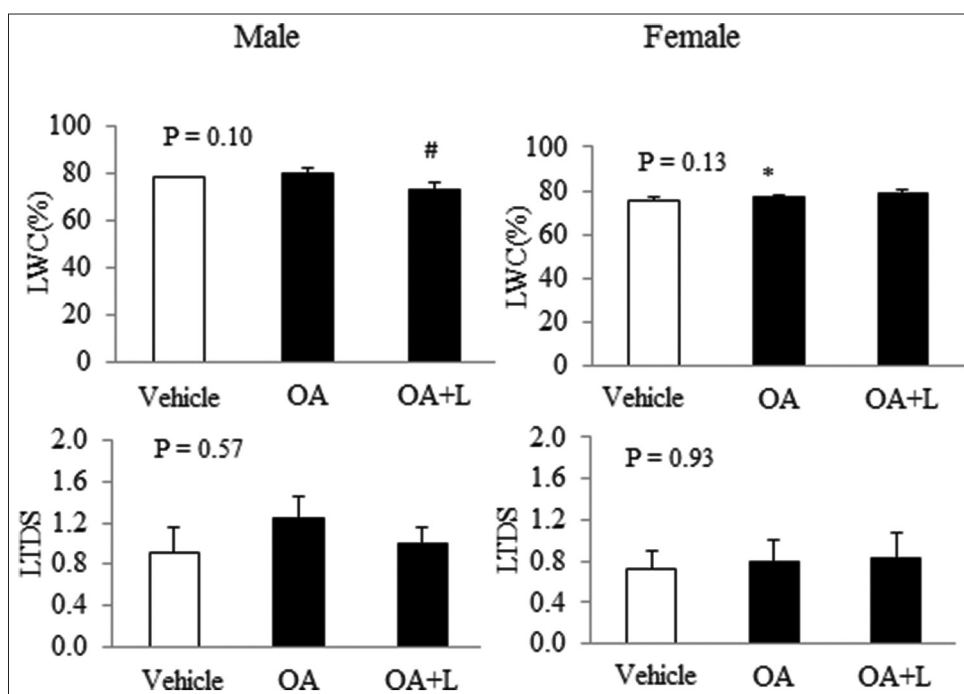 Male Female
100
80
60
40
20
0
LWC(%)
P = 0.10
#
Vehicle OA OA+L
100
80
60
40
20
0
LWC(%)
P = 0.13
*
Vehicle OA OA+L
2.0
1.6
1.2
0.8
0.4
0.0
LTDS
P = 0.57
Vehicle OA OA+L
2.0
1.6
1.2
0.8
0.4
0.0
LTDS
P = 0.93
Vehicle OA OA+L